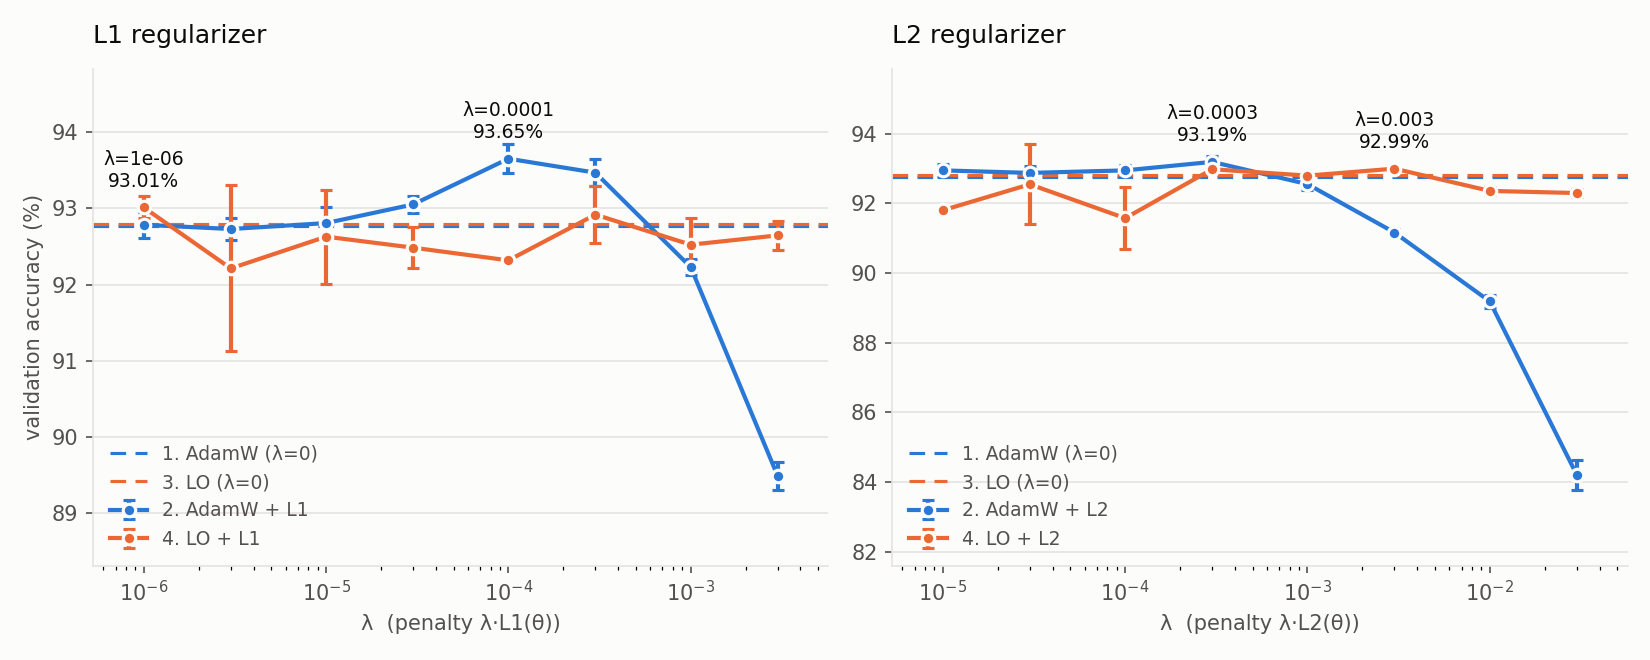 L1 regularizer
validation accuracy (%)
94
93
92
91
90
89
λ=1e-06
93.01%
λ=0.0001
93.65%
1. AdamW (λ=0)
3. LO (λ=0)
2. AdamW + L1
4. LO + L1
10⁻⁶ 10⁻⁵ 10⁻⁴ 10⁻³
λ (penalty λ·L1(θ))
L2 regularizer
94
92
90
88
86
84
82
λ=0.0003
93.19%
λ=0.003
92.99%
1. AdamW (λ=0)
3. LO (λ=0)
2. AdamW + L2
4. LO + L2
10⁻⁵ 10⁻⁴ 10⁻³ 10⁻²
λ (penalty λ·L2(θ))